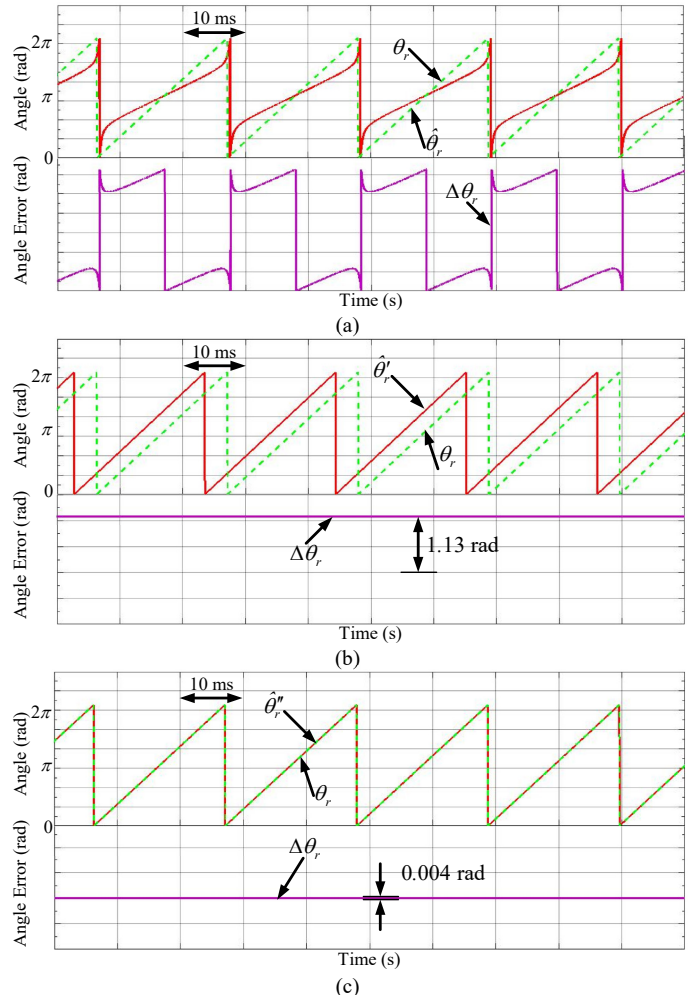 10 ms
2π
π
0
Angle (rad)
θr
θ̂r
Angle Error (rad)
Δθr
Time (s)
(a)
10 ms
2π
π
0
Angle (rad)
θ̂r′
θr
Angle Error (rad)
Δθr
1.13 rad
Time (s)
(b)
10 ms
2π
π
0
Angle (rad)
θ̂r″
θr
Angle Error (rad)
Δθr
0.004 rad
Time (s)
(c)